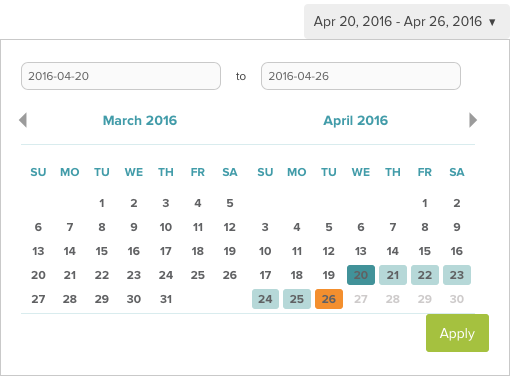 Apr 20, 2016 - Apr 26, 2016 ▼
2016-04-20 to 2016-04-26
March 2016 April 2016
SU MO TU WE TH FR SA SU MO TU WE TH FR SA
1 2 3 4 5 1 2
6 7 8 9 10 11 12 3 4 5 6 7 8 9
13 14 15 16 17 18 19 10 11 12 13 14 15 16
20 21 22 23 24 25 26 17 18 19 20 21 22 23
27 28 29 30 31 24 25 26 27 28 29 30
Apply